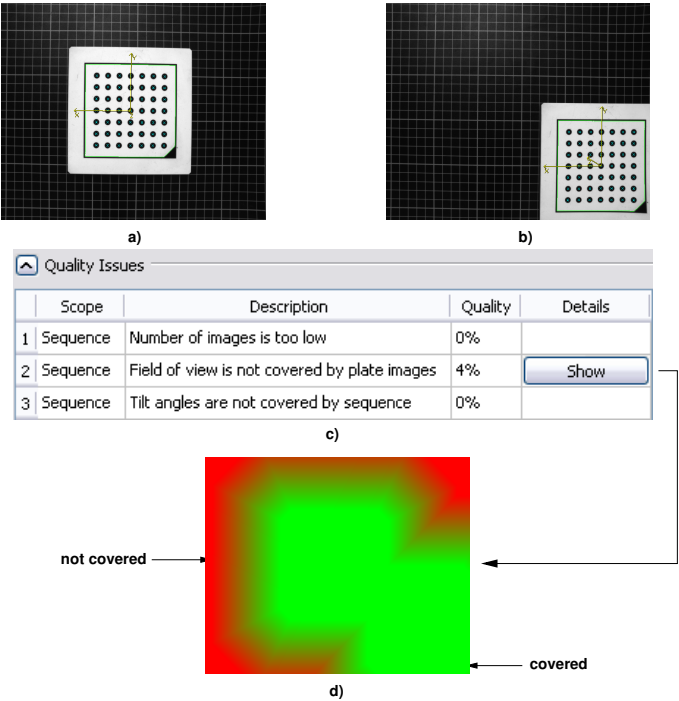 Y
X
Y
X
a)
b)
Quality Issues
Scope Description Quality Details
1 Sequence Number of images is too low 0%
2 Sequence Field of view is not covered by plate images 4% Show
3 Sequence Tilt angles are not covered by sequence 0%
c)
not covered
covered
d)